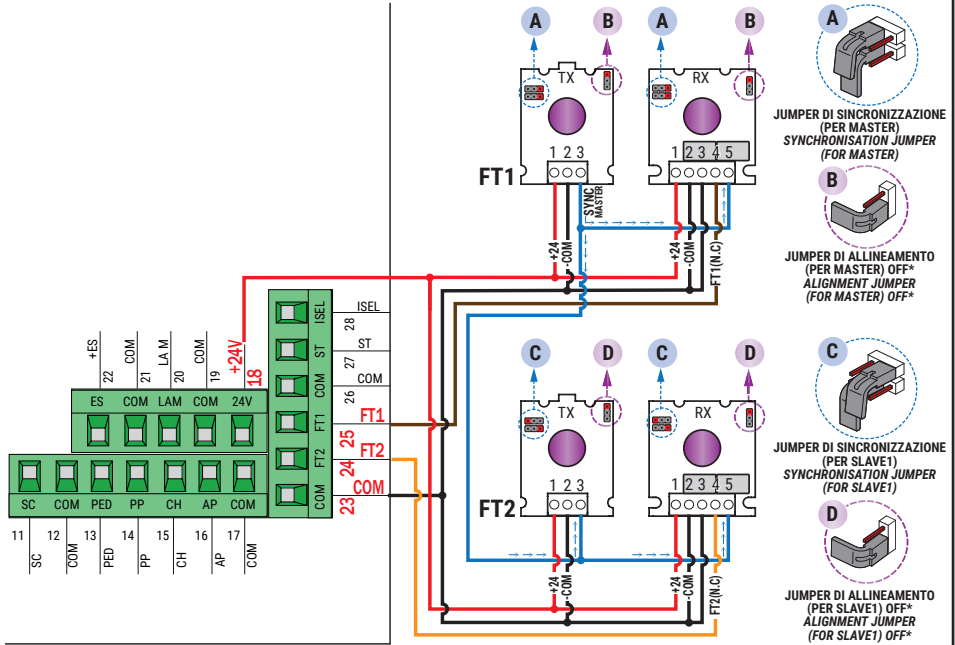 A
B
A
B
TX
RX
1 2 3
1 2 3 4 5
FT1
SYNC
MASTER
+24
-COM
+24
-COM
FT1(N.C)
A
JUMPER DI SINCRONIZZAZIONE
(PER MASTER)
SYNCHRONISATION JUMPER
(FOR MASTER)
B
JUMPER DI ALLINEAMENTO
(PER MASTER) OFF*
ALIGNMENT JUMPER
(FOR MASTER) OFF*
C
D
C
D
TX
RX
1 2 3
1 2 3 4 5
FT2
+24
-COM
+24
-COM
FT2(N.C)
C
JUMPER DI SINCRONIZZAZIONE
(PER SLAVE1)
SYNCHRONISATION JUMPER
(FOR SLAVE1)
D
JUMPER DI ALLINEAMENTO
(PER SLAVE1) OFF*
ALIGNMENT JUMPER
(FOR SLAVE1) OFF*
ISEL
ISEL
28
ST
ST
27
COM
COM
26
FT1
FT1
25
FT2
FT2
24
COM
COM
23
+ES
22
COM
21
LA M
20
COM
19
+24V
18
ES COM LAM COM 24V
SC COM PED PP CH AP COM
11 12 13 14 15 16 17
SC
COM
PED
PP
CH
AP
COM